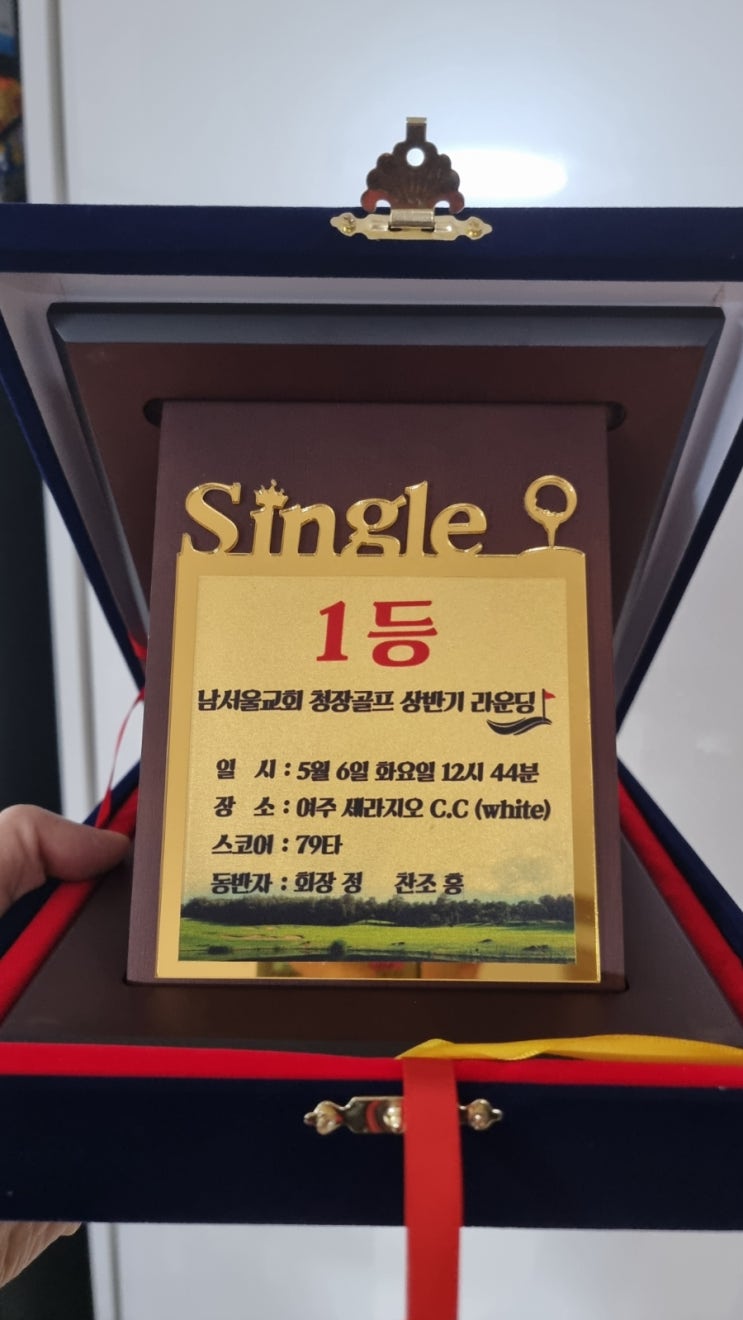 Single
1등
남서울교회 청장골프 상반기 라운딩
일 시 : 5월 6일 화요일 12시 44분
장 소 : 여주 세라지오 C.C (white)
스코어 : 79타
동반자 : 회장 정 찬조 홍